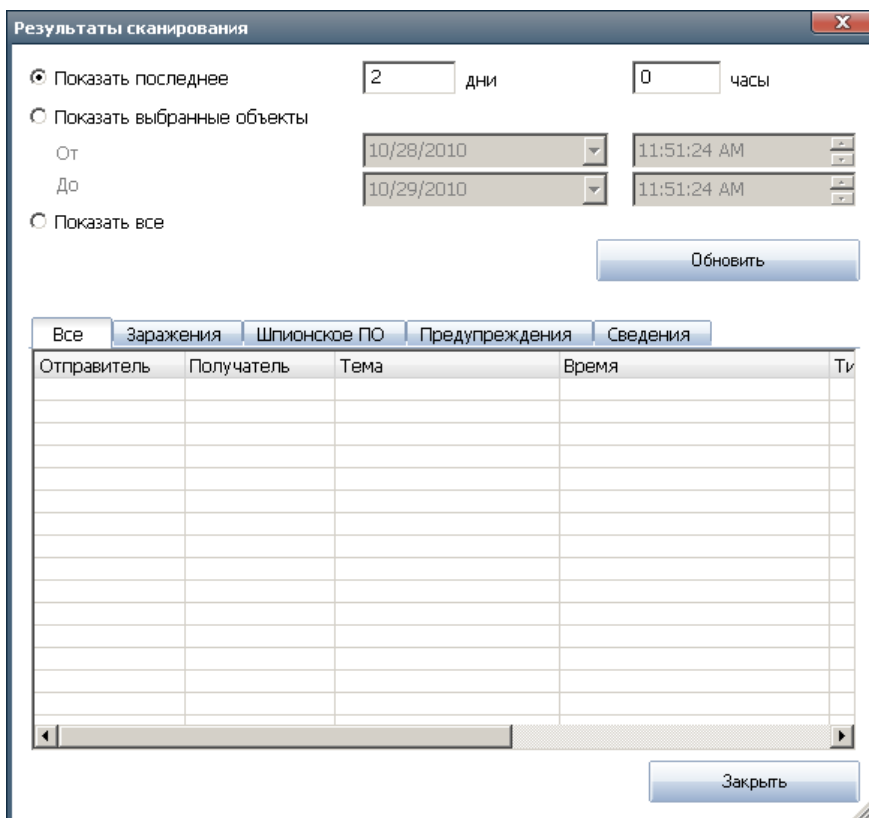 Результаты сканирования
Показать последнее 2 дни 0 часы
Показать выбранные объекты
От 10/28/2010 11:51:24 AM
До 10/29/2010 11:51:24 AM
Показать все
Обновить
Все Заражения Шпионское ПО Предупреждения Сведения
Отправитель Получатель Тема Время Ти
Закрыть